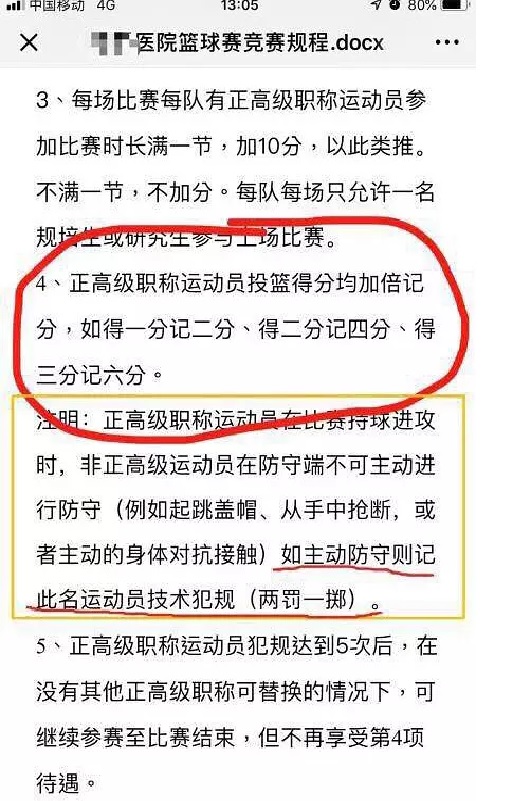 中国移动 4G 13:05 80%
医院篮球赛竞赛规程.docx
3、每场比赛每队有正高级职称运动员参
加比赛时长满一节，加10分，以此类推。
不满一节，不加分。每队每场只允许一名
规培生或研究生参与上场比赛。
4、正高级职称运动员投篮得分均加倍记
分，如得一分记二分、得二分记四分、得
三分记六分。
注明：正高级职称运动员在比赛持球进攻
时，非正高级运动员在防守端不可主动进
行防守（例如起跳盖帽、从手中抢断，或
者主动的身体对抗接触）如主动防守则记
此名运动员技术犯规（两罚一掷）。
5、正高级职称运动员犯规达到5次后，在
没有其他正高级职称可替换的情况下，可
继续参赛至比赛结束，但不再享受第4项
待遇。